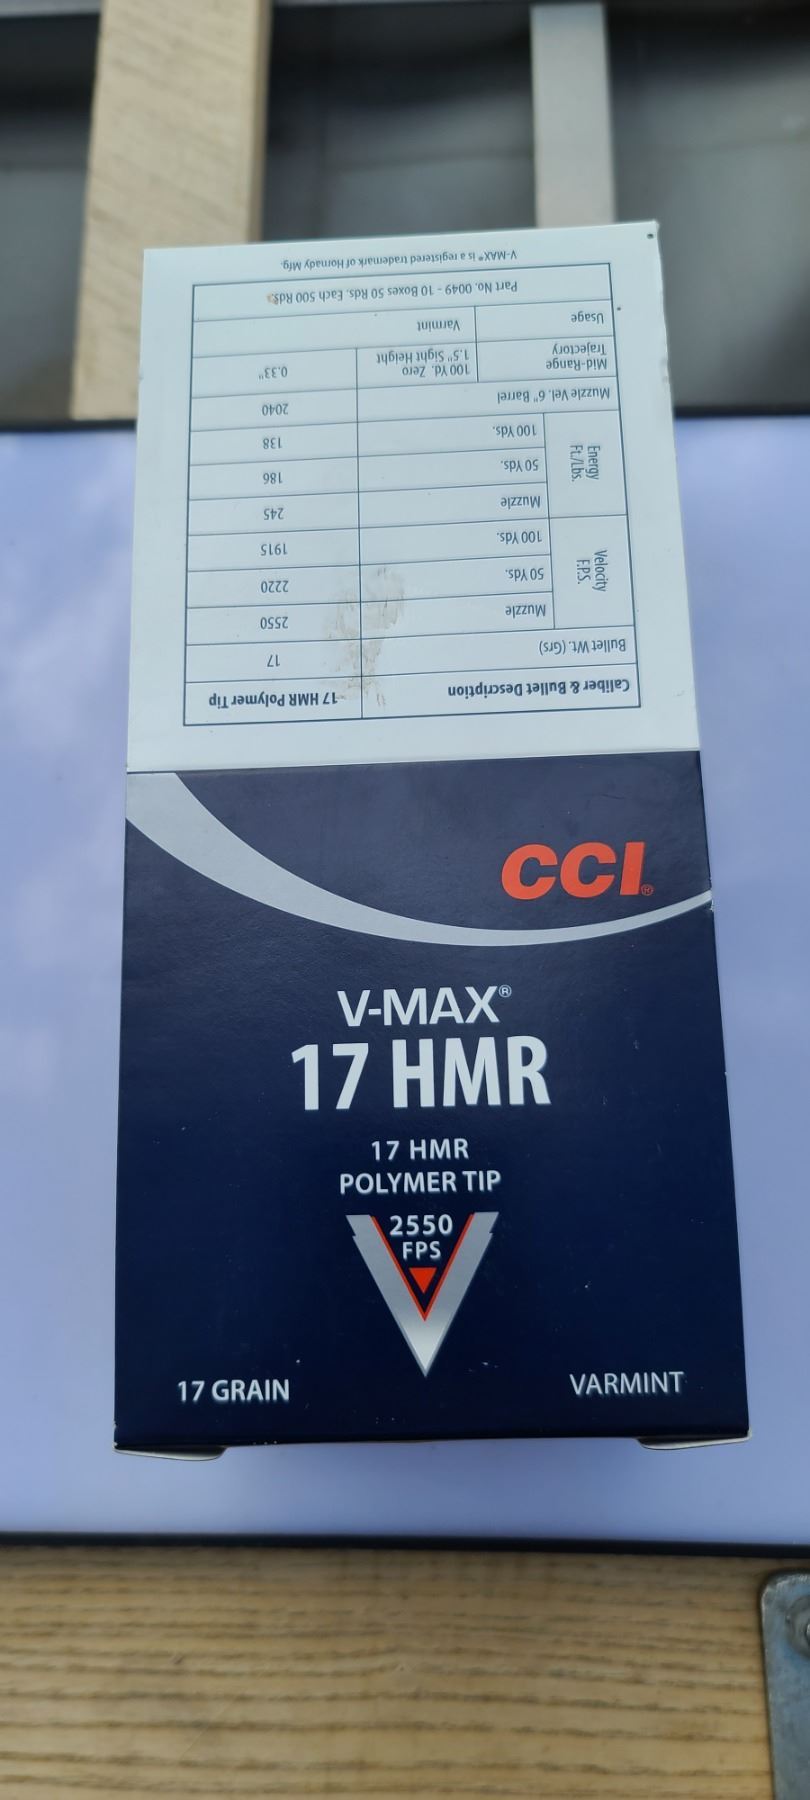 V-MAX® is a registered trademark of Hornady Mfg.
Caliber & Bullet Description 17 HMR Polymer Tip
Bullet Wt. (Grs) 17
Velocity F.P.S. Muzzle 2550
50 Yds. 2220
100 Yds. 1915
Energy Ft./Lbs. Muzzle 245
50 Yds. 186
100 Yds. 138
Muzzle Vel. 6" Barrel 2040
Mid-Range Trajectory 100 Yd. Zero 1.5" Sight Height 0.33"
Usage Varmint
Part No. 0049 - 10 Boxes 50 Rds. Each 500 Rds.
CCI®
V-MAX®
17 HMR
17 HMR
POLYMER TIP
2550
FPS
17 GRAIN
VARMINT